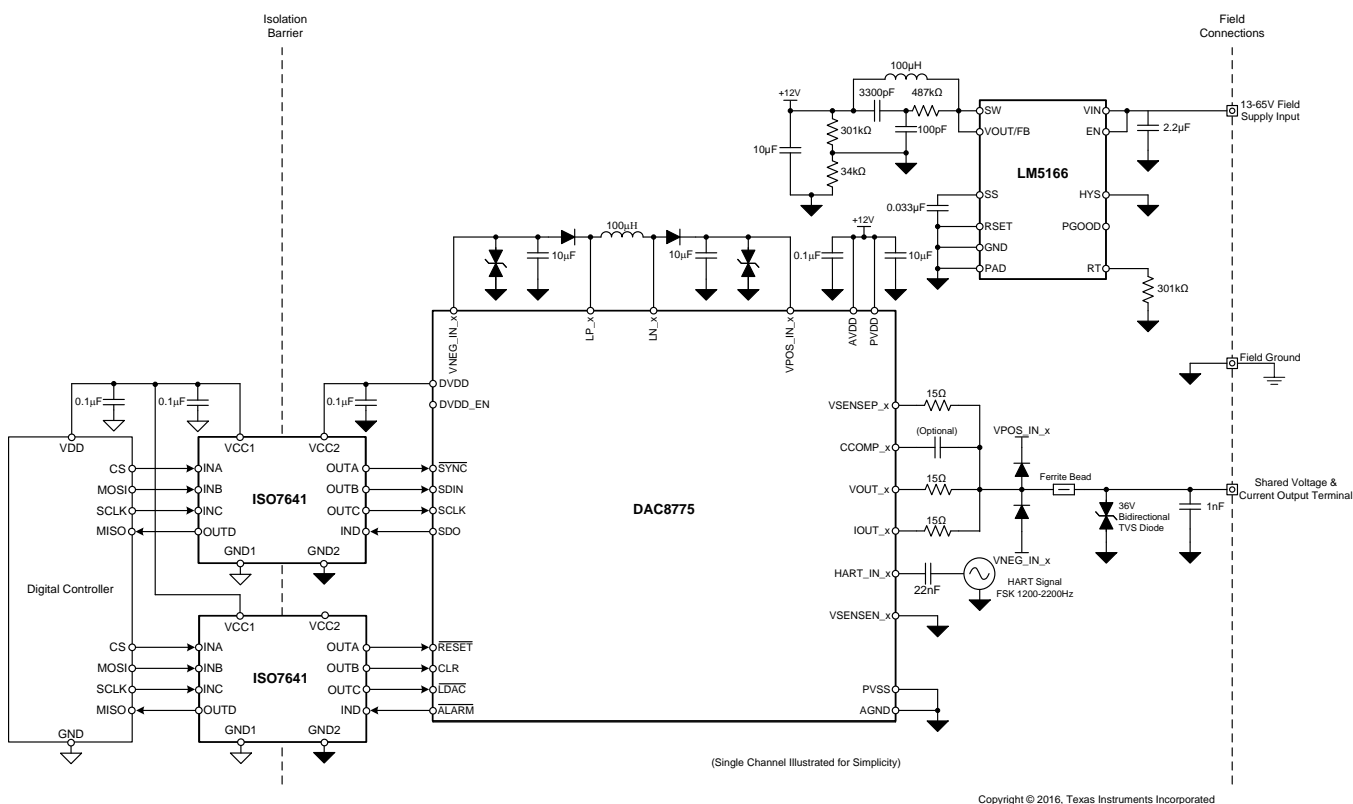 Isolation
Barrier
Field
Connections
100µH
3300pF
487kΩ
+12V
301kΩ
100pF
10µF
34kΩ
SW
VOUT/FB
SS
RSET
GND
PAD
LM5166
VIN
EN
HYS
PGOOD
RT
2.2µF
13-65V Field
Supply Input
0.033µF
301kΩ
100µH
10µF
10µF
0.1µF
+12V
10µF
VNEG_IN_x
LP_x
LN_x
VPOS_IN_x
AVDD
PVDD
Field Ground
0.1µF
0.1µF
0.1µF
DVDD
DVDD_EN
VDD
CS
MOSI
SCLK
MISO
VCC1
VCC2
INA
INB
INC
OUTD
ISO7641
OUTA
OUTB
OUTC
IND
GND1
GND2
SYNC
SDIN
SCLK
SDO
DAC8775
VSENSEP_x
CCOMP_x
VOUT_x
IOUT_x
HART_IN_x
VSENSEN_x
PVSS
AGND
15Ω
(Optional)
15Ω
15Ω
VPOS_IN_x
Ferrite Bead
VNEG_IN_x
36V
Bidirectional
TVS Diode
1nF
Shared Voltage &
Current Output Terminal
22nF
HART Signal
FSK 1200-2200Hz
Digital Controller
CS
MOSI
SCLK
MISO
GND
VCC1
VCC2
INA
INB
INC
OUTD
ISO7641
OUTA
OUTB
OUTC
IND
GND1
GND2
RESET
CLR
LDAC
ALARM
(Single Channel Illustrated for Simplicity)
Copyright © 2016, Texas Instruments Incorporated